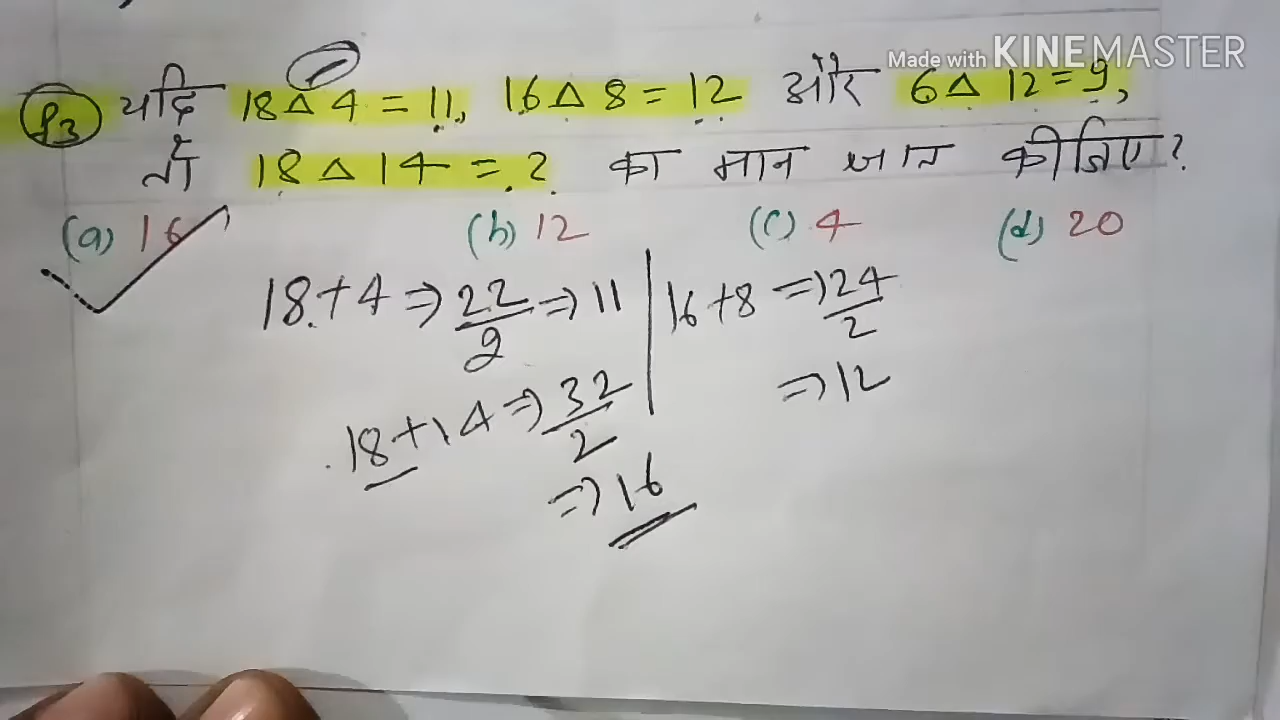 Made with KINEMASTER
P3 यदि 18 Δ 4 = 11, 16 Δ 8 = 12 और 6 Δ 12 = 9,
तो 18 Δ 14 = ? का मान ज्ञात कीजिए?
(a) 16 (b) 12 (c) 4 (d) 20
18 + 4 ⇒ 22/2 ⇒ 11
16 + 8 ⇒ 24/2
⇒ 12
18 + 14 ⇒ 32/2
⇒ 16